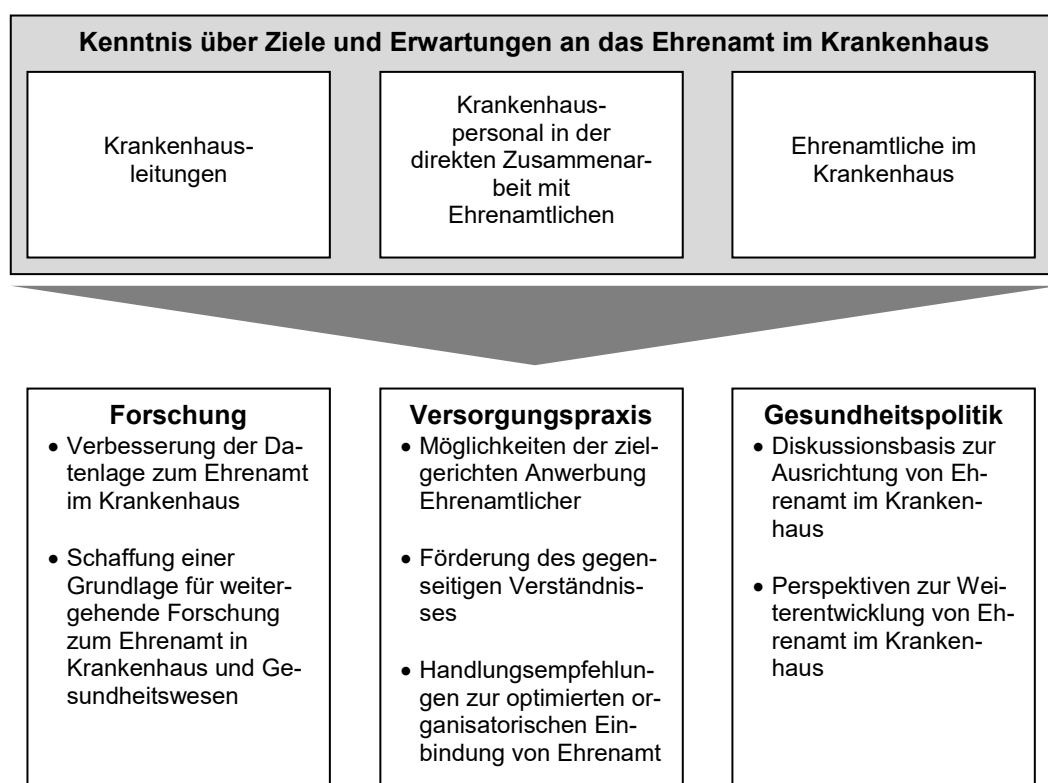 Kenntnis über Ziele und Erwartungen an das Ehrenamt im Krankenhaus
Krankenhaus-
leitungen
Krankenhaus-
personal in der
direkten Zusammenar-
beit mit
Ehrenamtlichen
Ehrenamtliche im
Krankenhaus
Forschung
• Verbesserung der Da-
tenlage zum Ehrenamt
im Krankenhaus
• Schaffung einer
Grundlage für weiter-
gehende Forschung
zum Ehrenamt in
Krankenhaus und Ge-
sundheitswesen
Versorgungspraxis
• Möglichkeiten der ziel-
gerichten Anwerbung
Ehrenamtlicher
• Förderung des gegen-
seitigen Verständnis-
ses
• Handlungsempfehlun-
gen zur optimierten or-
ganisatorischen Ein-
bindung von Ehrenamt
Gesundheitspolitik
• Diskussionsbasis zur
Ausrichtung von Eh-
renamt im Kranken-
haus
• Perspektiven zur Wei-
terentwicklung von Eh-
renamt im Kranken-
haus